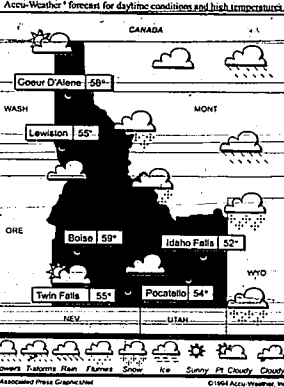 Accu-Weather® forecast for daytime conditions and high temperatures
CANADA
Coeur D'Alene 58°
WASH
MONT
Lewiston 55°
ORE
Boise 59°
Idaho Falls 52°
WYO
Twin Falls 55°
Pocatello 54°
NEV
UTAH
owers T-storms Rain Flurries Snow Ice Sunny Pt Cloudy Cloudy
Associated Press GraphicsNet
©1994 Accu-Weather, In